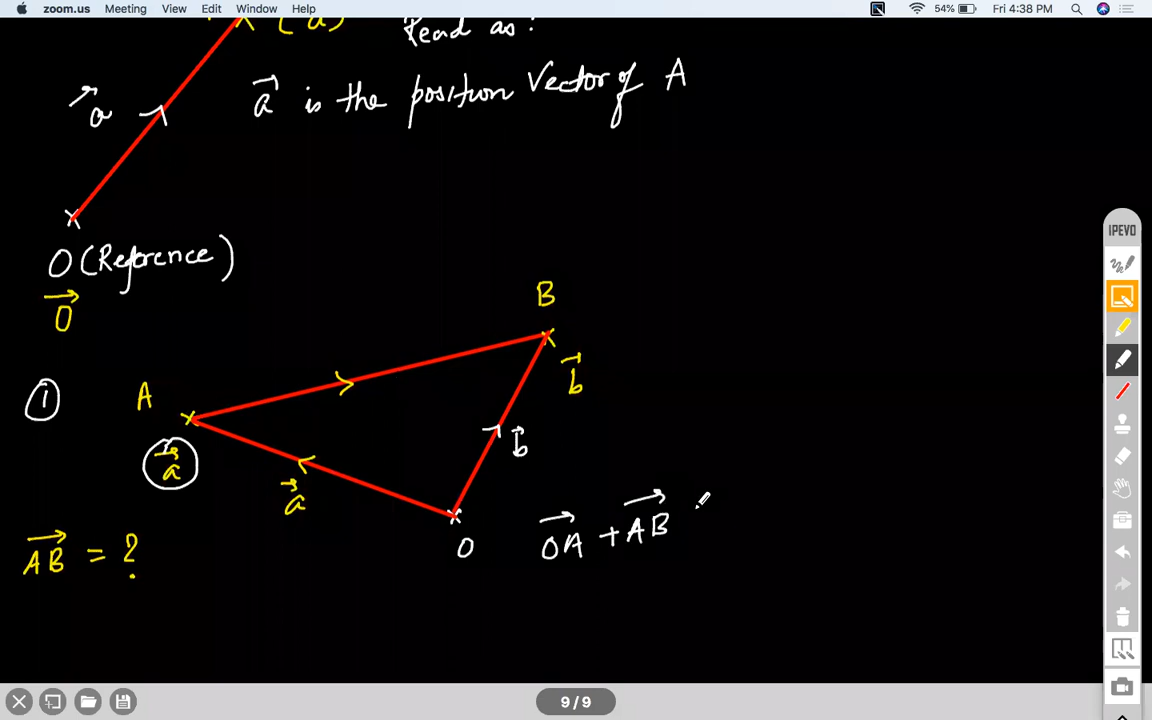 zoom.us Meeting View Edit Window Help 54% Fri 4:38 PM
(a) Read as:
a⃗ a⃗ is the position Vector of A
O (Reference)
O⃗
B
① A b⃗
b⃗
a⃗
a⃗
AB⃗ = ? O OA⃗ + AB⃗
IPEVO
9/9